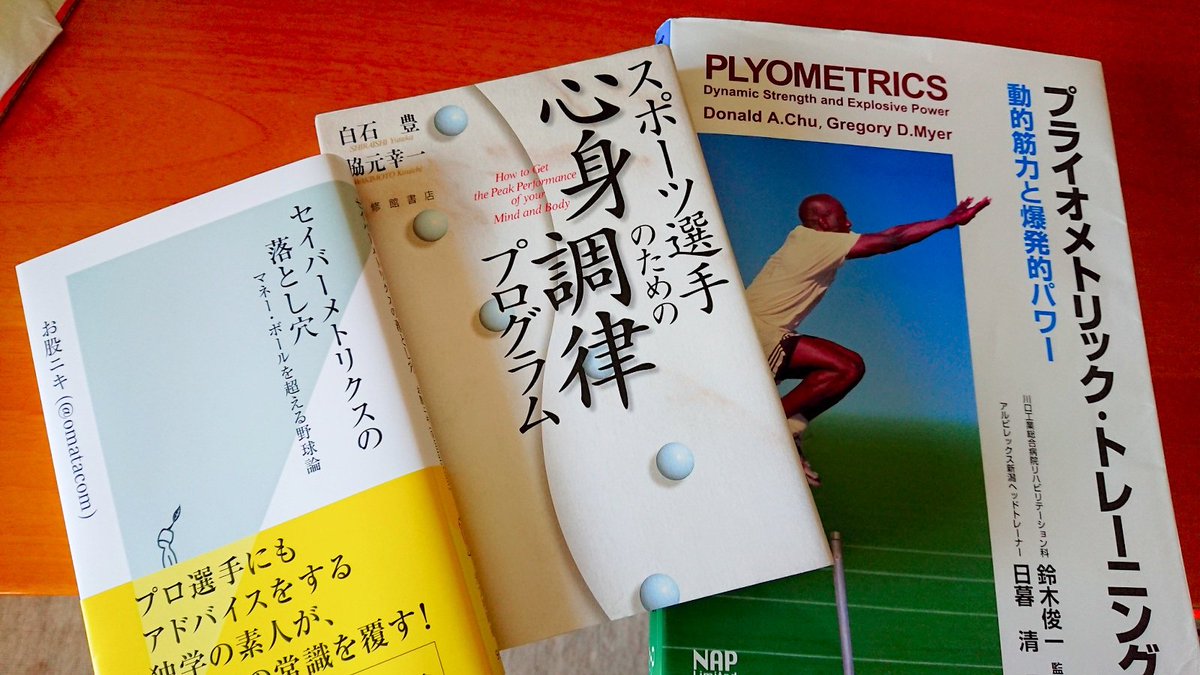 セイバーメトリクスの
落とし穴
マネー・ボールを超える野球論
お股ニキ(@omatacom)
プロ選手にも
アドバイスをする
独学の素人が、
の常識を覆す!
スポーツ選手
のための
心身調律
プログラム
白石 豊
SHIRAISHI Yutaka
脇元幸一
WAKIMOTO Kouichi
修館書店
How to Get
the Peak Performance
of your
Mind and Body
PLYOMETRICS
Dynamic Strength and Explosive Power
Donald A.Chu, Gregory D.Myer
プライオメトリック・トレーニング
動的筋力と爆発的パワー
川口工業総合病院リハビリテーション科 鈴木俊一
アルビレックス新潟ヘッドトレーナー 日暮 清
監
NAP
Limited